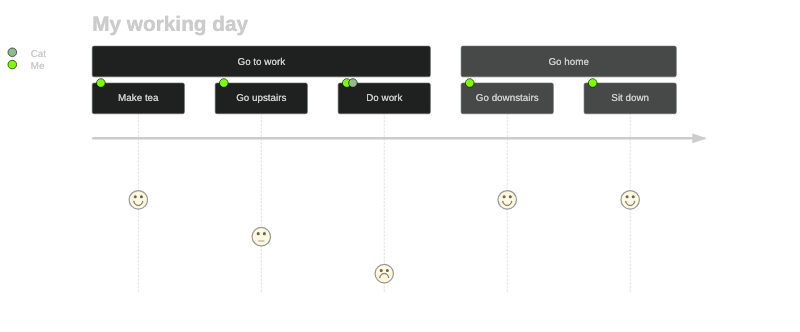 My working day
Cat
Me
Go to work
Go home
Make tea
Go upstairs
Do work
Go downstairs
Sit down